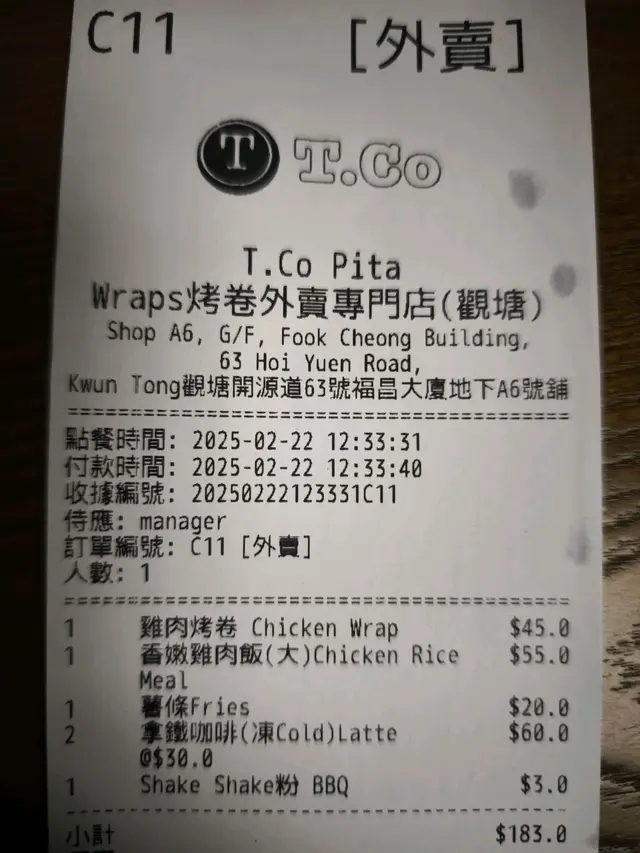 C11 [外賣]
T T.Co
T.Co Pita
Wraps烤卷外賣專門店(觀塘)
Shop A6, G/F, Fook Cheong Building,
63 Hoi Yuen Road,
Kwun Tong觀塘開源道63號福昌大廈地下A6號舖
點餐時間: 2025-02-22 12:33:31
付款時間: 2025-02-22 12:33:40
收據編號: 20250222123331C11
侍應: manager
訂單編號: C11 [外賣]
人數: 1
1 雞肉烤卷 Chicken Wrap $45.0
1 香嫩雞肉飯(大)Chicken Rice $55.0
Meal
1 薯條Fries $20.0
2 拿鐵咖啡(凍Cold)Latte $60.0
@$30.0
1 Shake Shake粉 BBQ $3.0
小計 $183.0